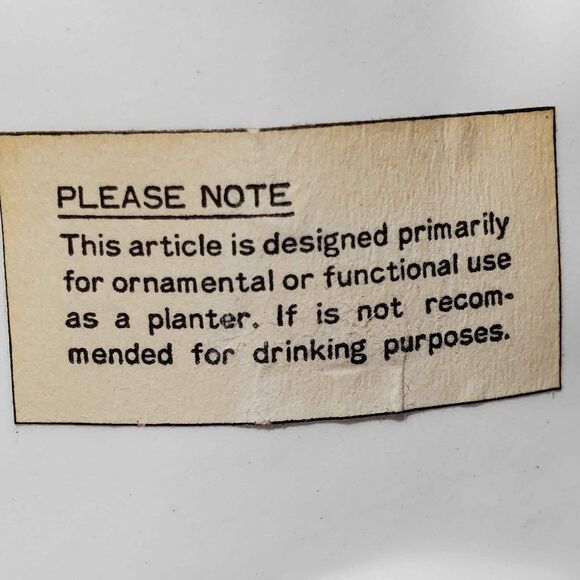 PLEASE NOTE
This article is designed primarily
for ornamental or functional use
as a planter. If is not recom-
mended for drinking purposes.